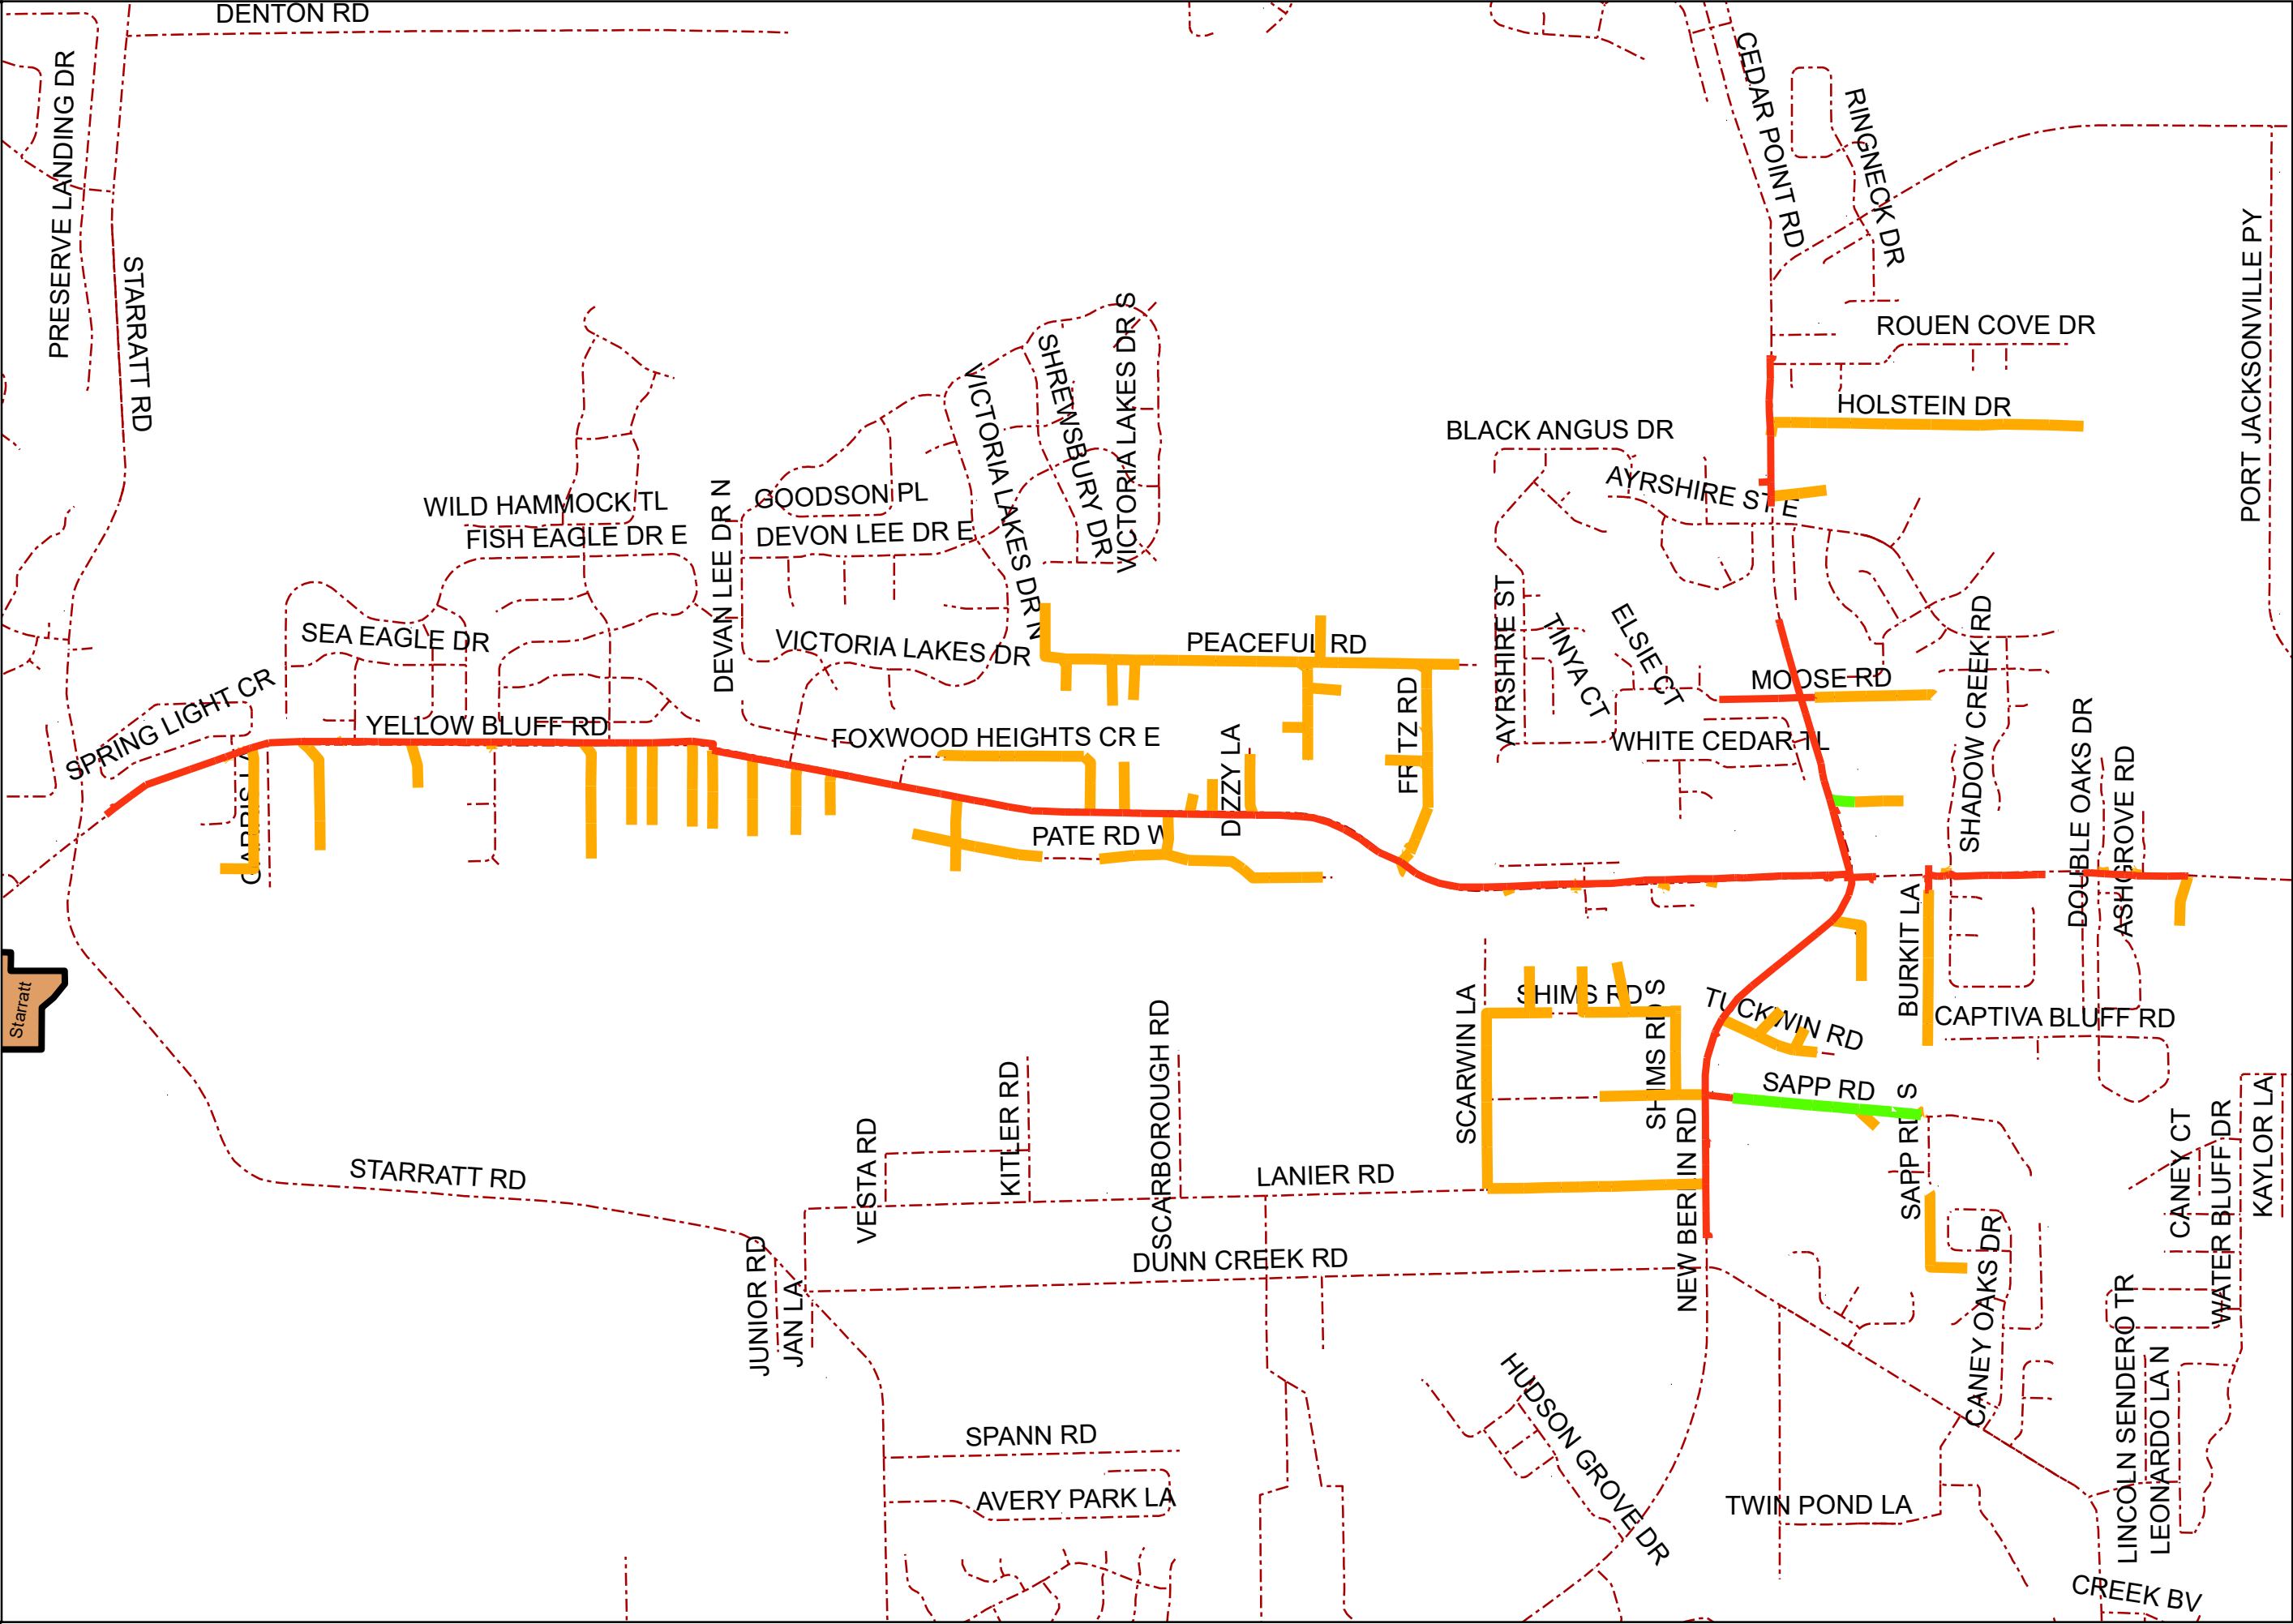 DENTON RD
PRESERVE LANDING DR
STARRATT RD
CEDAR POINT RD
RINGNECK DR
PORT JACKSONVILLE PY
ROUEN COVE DR
HOLSTEIN DR
BLACK ANGUS DR
AYRSHIRE ST E
VICTORIA LAKES DR S
SHREWSBURY DR
VICTORIA LAKES DR N
WILD HAMMOCK TL
GOODSON PL
FISH EAGLE DR E
DEVON LEE DR E
DEVAN LEE DR N
SEA EAGLE DR
VICTORIA LAKES DR
PEACEFUL RD
AYRSHIRE ST
TINYA CT
ELSIE CT
MOOSE RD
SHADOW CREEK RD
SPRING LIGHT CR
YELLOW BLUFF RD
FOXWOOD HEIGHTS CR E
DIZZY LA
FRITZ RD
WHITE CEDAR TL
DOUBLE OAKS DR
ASHGROVE RD
CARRIS LA
PATE RD W
BURKIT LA
Starratt
SCARWIN LA
SHIMS RD
SHIMS RD S
TUCKWIN RD
CAPTIVA BLUFF RD
SAPP RD
SAPP RD S
VESTA RD
KITLER RD
SCARBOROUGH RD
STARRATT RD
LANIER RD
NEW BERLIN RD
CANEY CT
WATER BLUFF DR
KAYLOR LA
JUNIOR RD
JAN LA
DUNN CREEK RD
CANEY OAKS DR
LINCOLN SENDERO TR
LEONARDO LA N
HUDSON GROVE DR
SPANN RD
AVERY PARK LA
TWIN POND LA
CREEK BV